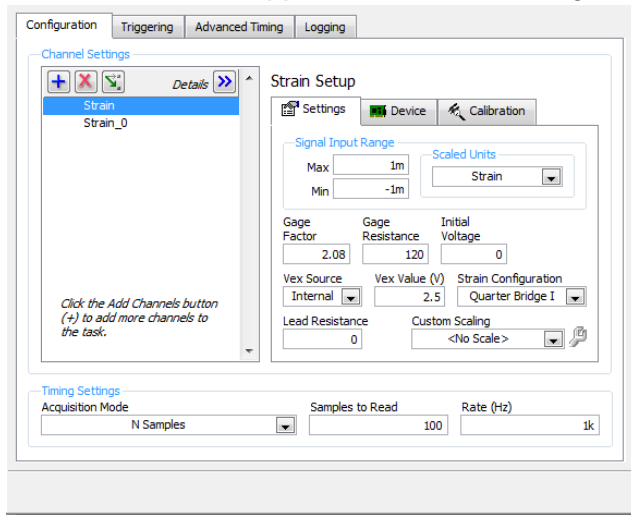 Configuration Triggering Advanced Timing Logging
Channel Settings
Details
Strain
Strain_0
Click the Add Channels button
(+) to add more channels to
the task.
Strain Setup
Settings Device Calibration
Signal Input Range
Max 1m
Min -1m
Scaled Units
Strain
Gage Factor Gage Resistance Initial Voltage
2.08 120 0
Vex Source Vex Value (V) Strain Configuration
Internal 2.5 Quarter Bridge I
Lead Resistance Custom Scaling
0 <No Scale>
Timing Settings
Acquisition Mode Samples to Read Rate (Hz)
N Samples 100 1k